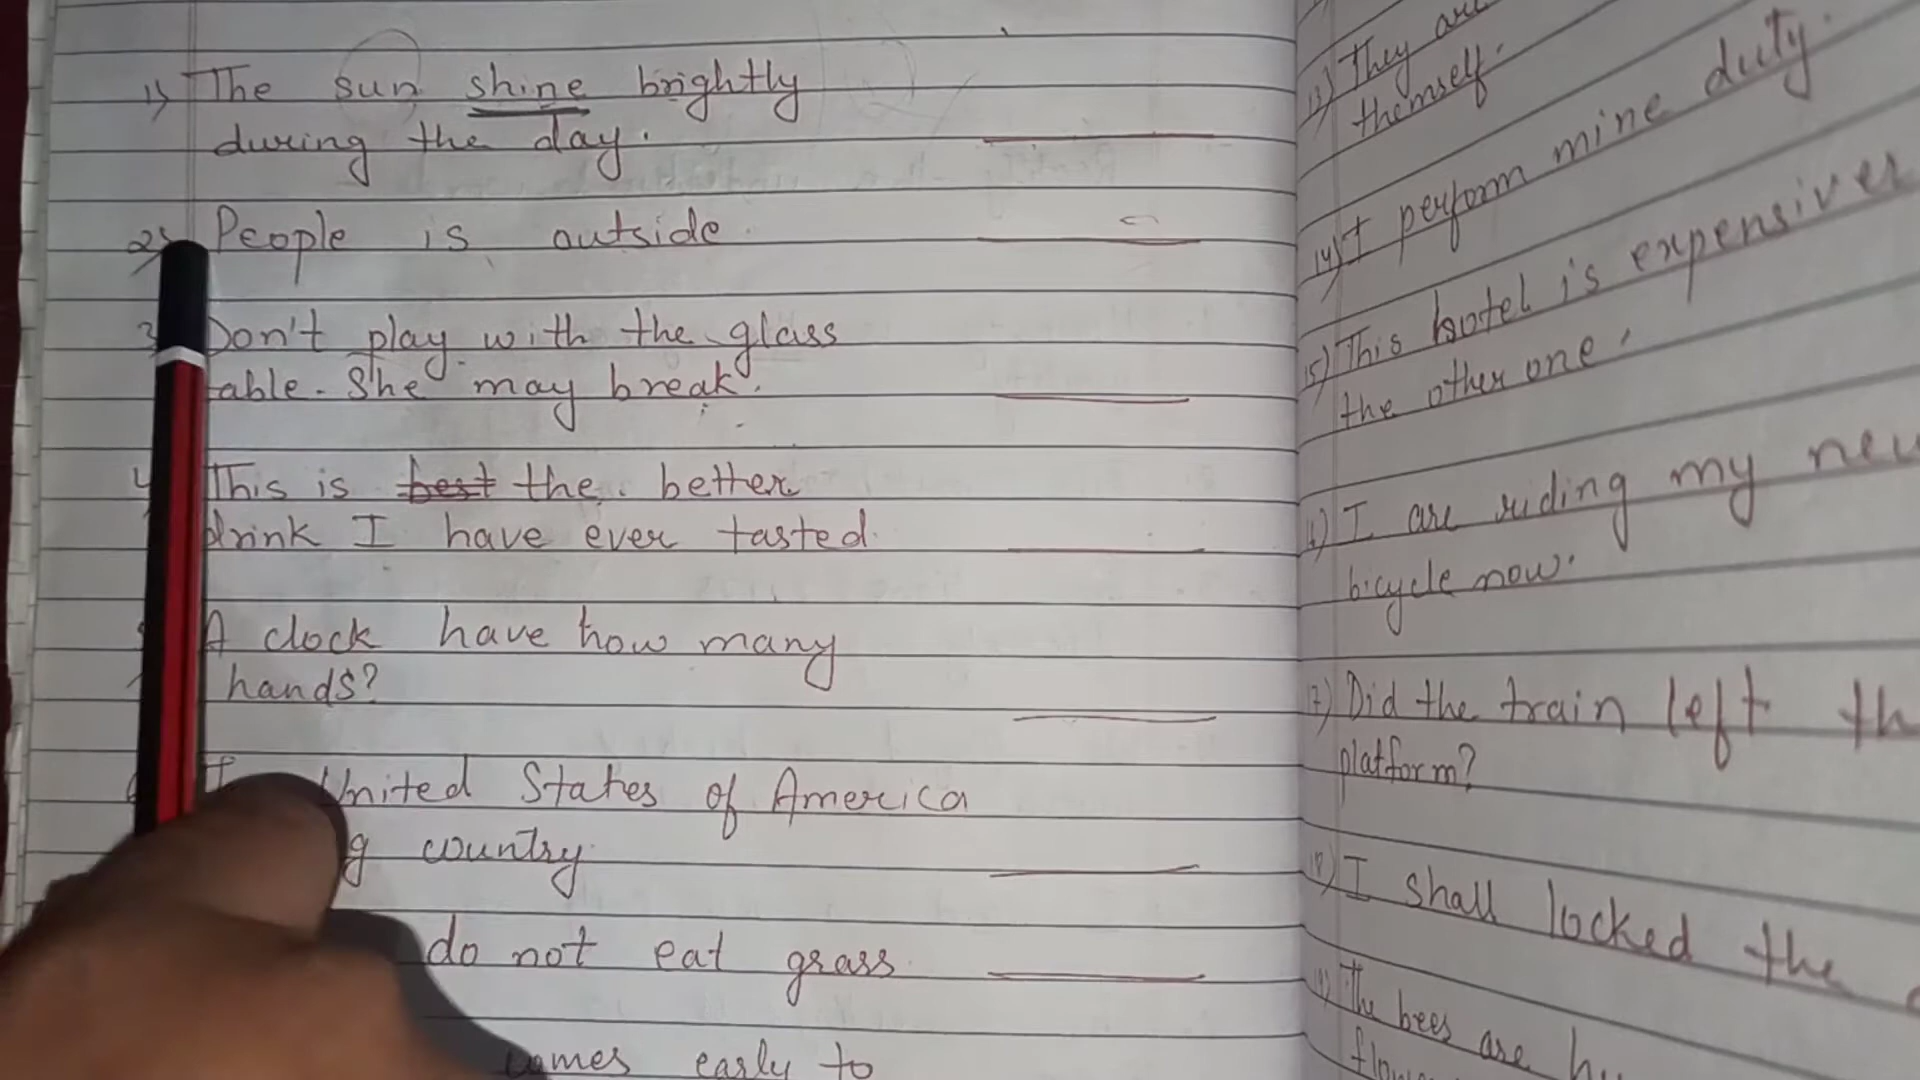 1) The sun shine brightly
during the day.
2) People is outside.
3 Don't play with the glass
table. She may break.
4 This is best the better
drink I have ever tasted.
A clock have how many
hands?
United States of America
country.
do not eat grass.
comes early to
13) They are
themself.
14) I perform mine duty.
15) This hotel is expensiver
the other one.
I are riding my new
bicycle now.
17) Did the train left
platform?
18) I shall locked the
19) The bees are